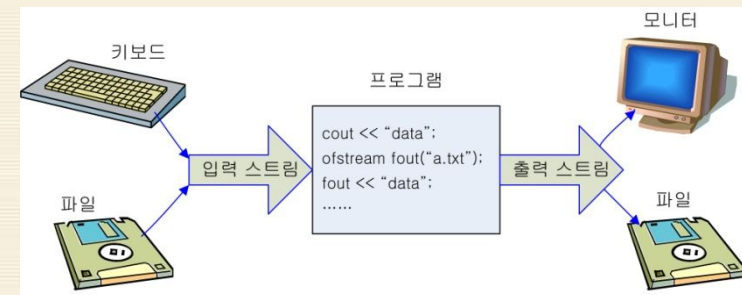 키보드
파일
입력 스트림
프로그램
cout << “data”;
ofstream fout(“a.txt”);
fout << “data”;
......
출력 스트림
모니터
파일